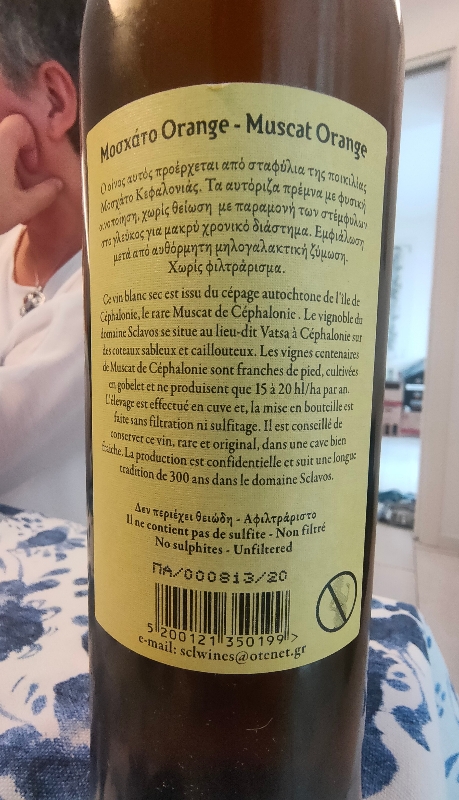 Μοσχάτο Orange - Muscat Orange
Ο οίνος αυτός προέρχεται από σταφύλια της ποικιλίας
Μοσχάτο Κεφαλονιάς. Τα αυτόριζα πρέμνα με φυσική
οινοποίηση, χωρίς θείωση με παραμονή των στέμφυλων
στο γλεύκος για μακρύ χρονικό διάστημα. Εμφιάλωση
μετά από αυθόρμητη μηλογαλακτική ζύμωση.
Χωρίς φιλτράρισμα.
Ce vin blanc sec est issu du cépage autochtone de l'île de
Céphalonie, le rare Muscat de Céphalonie . Le vignoble du
domaine Sclavos se situe au lieu-dit Vatsa à Céphalonie sur
des coteaux sableux et caillouteux. Les vignes centenaires
de Muscat de Céphalonie sont franches de pied, cultivées
en gobelet et ne produisent que 15 à 20 hl/ha par an.
L'élevage est effectué en cuve et, la mise en bouteille est
faite sans filtration ni sulfitage. Il est conseillé de
conserver ce vin, rare et original, dans une cave bien
fraîche. La production est confidentielle et suit une longue
tradition de 300 ans dans le domaine Sclavos.
Δεν περιέχει θειώδη - Αφιλτράριστο
Il ne contient pas de sulfite - Non filtré
No sulphites - Unfiltered
ΠΑ/000813/20
5 200121 350199 >
e-mail: sclwines@otenet.gr